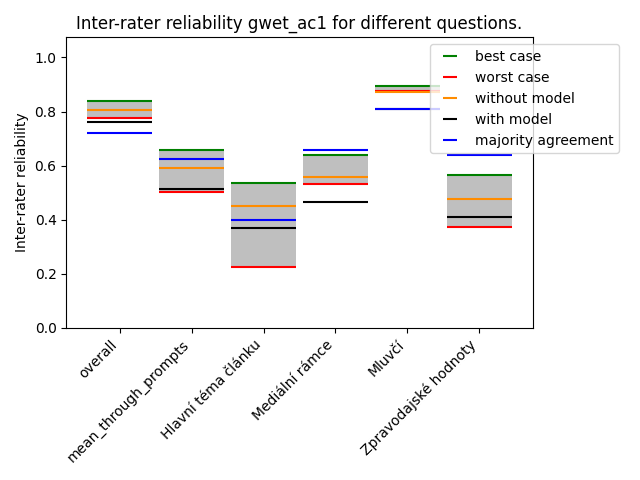 Inter-rater reliability gwet_ac1 for different questions.
best case
worst case
without model
with model
majority agreement
Inter-rater reliability
1.0
0.8
0.6
0.4
0.2
0.0
overall
mean_through_prompts
Hlavní téma článku
Mediální rámce
Mluvčí
Zpravodajské hodnoty